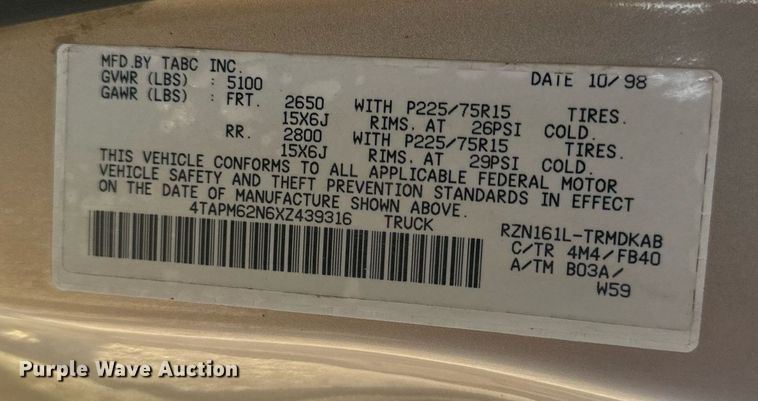 MFD.BY TABC INC. DATE 10/98
GVWR (LBS) : 5100
GAWR (LBS) : FRT. 2650 WITH P225/75R15 TIRES.
15X6J RIMS. AT 26PSI COLD.
RR. 2800 WITH P225/75R15 TIRES.
15X6J RIMS. AT 29PSI COLD.
THIS VEHICLE CONFORMS TO ALL APPLICABLE FEDERAL MOTOR
VEHICLE SAFETY AND THEFT PREVENTION STANDARDS IN EFFECT
ON THE DATE OF MANUFACTURE SHOWN ABOVE.
4TAPM62N6XZ439316 TRUCK
RZN161L-TRMDKAB
C/TR 4M4/FB40
A/TM B03A/
W59
Purple Wave Auction